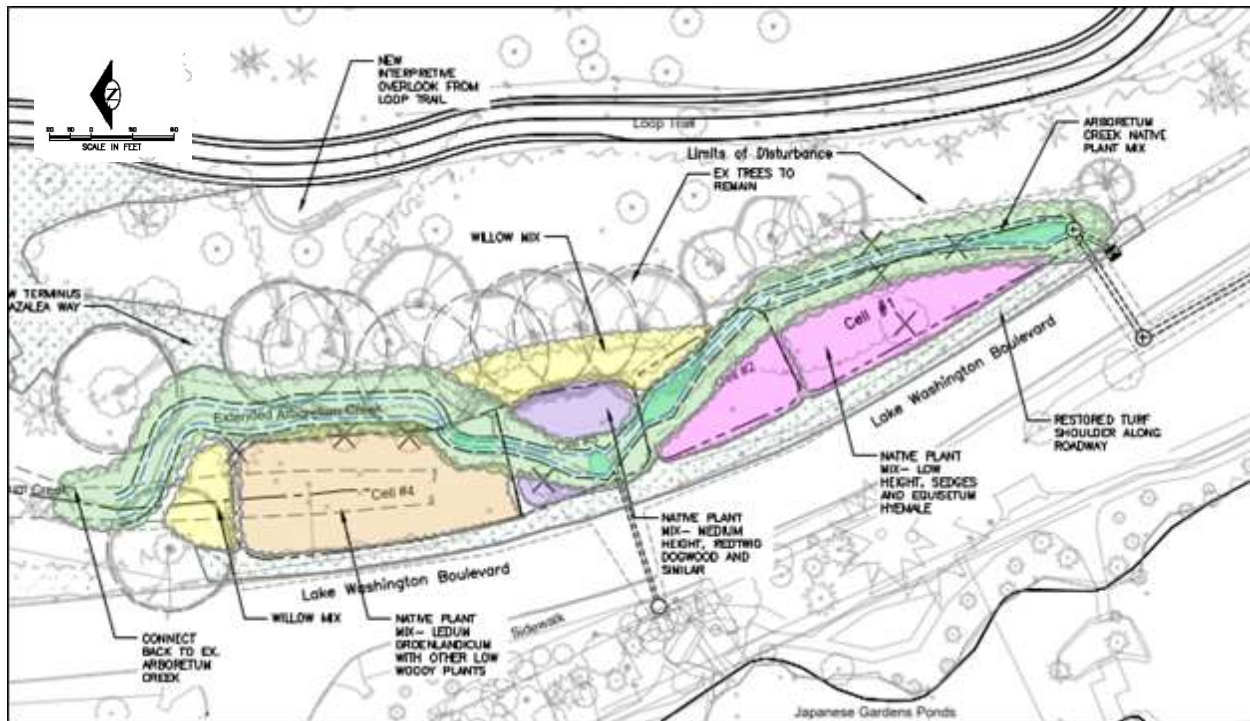 NEW
INTERPRETIVE
OVERLOOK FROM
LOOP TRAIL
Z
SCALE IN FEET
Loop Trail
ARBORETUM
CREEK NATIVE
PLANT MIX
Limits of Disturbance
EX TREES TO
REMAIN
WILLOW MIX
W TERMINUS
AZALEA WAY
Cell #1
Cell #2
Lake Washington Boulevard
Extended Arboretum Creek
RESTORED TURF
SHOULDER ALONG
ROADWAY
NATIVE PLANT
MIX- LOW
HEIGHT, SEDGES
AND EQUISETUM
HYEMALE
Creek
Cell #4
NATIVE PLANT
MIX- MEDIUM
HEIGHT, REDTWIG
DOGWOOD AND
SIMILAR
Lake Washington Boulevard
WILLOW MIX
CONNECT
BACK TO EX.
ARBORETUM
CREEK
NATIVE PLANT
MIX- LEDUM
GROENLANDICUM
WITH OTHER LOW
WOODY PLANTS
Sidewalk
Japanese Gardens Ponds